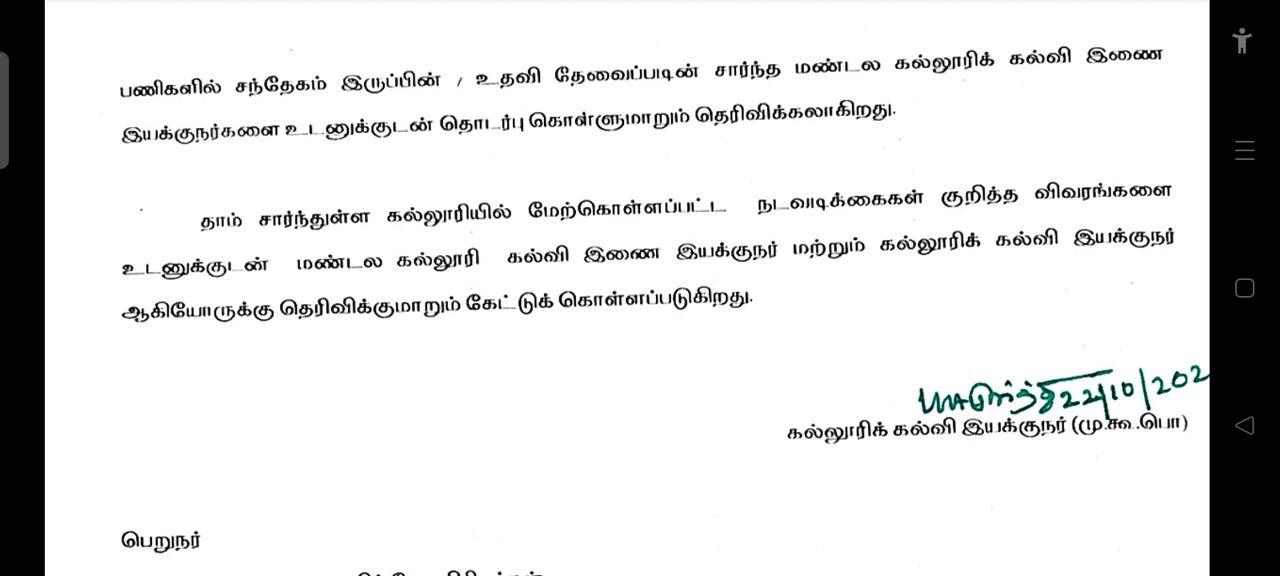 பணிகளில் சந்தேகம் இருப்பின் / உதவி தேவைப்படின் சார்ந்த மண்டல கல்லூரிக் கல்வி இணை
இயக்குநர்களை உடனுக்குடன் தொடர்பு கொள்ளுமாறும் தெரிவிக்கலாகிறது.
தாம் சார்ந்துள்ள கல்லூரியில் மேற்கொள்ளப்பட்ட நடவடிக்கைகள் குறித்த விவரங்களை
உடனுக்குடன் மண்டல கல்லூரி கல்வி இணை இயக்குநர் மற்றும் கல்லூரிக் கல்வி இயக்குநர்
ஆகியோருக்கு தெரிவிக்குமாறும் கேட்டுக் கொள்ளப்படுகிறது.
22/10/202
கல்லூரிக் கல்வி இயக்குநர் (மு.கூ.பொ)
பெறுநர்